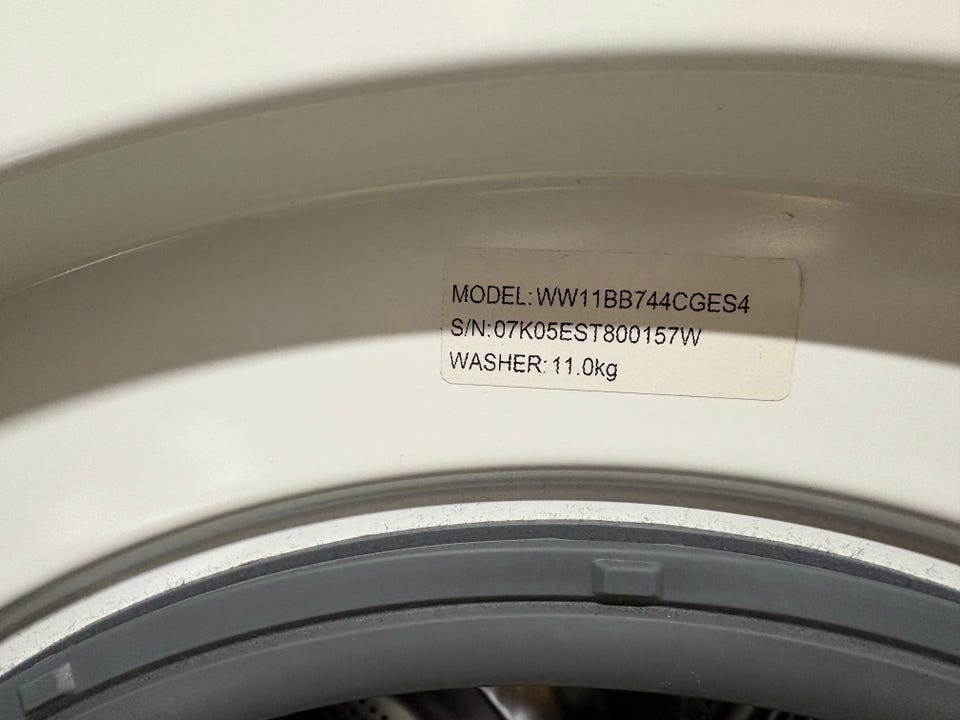 MODEL: WW11BB744CGES4
S/N: 07K05EST800157W
WASHER: 11.0kg